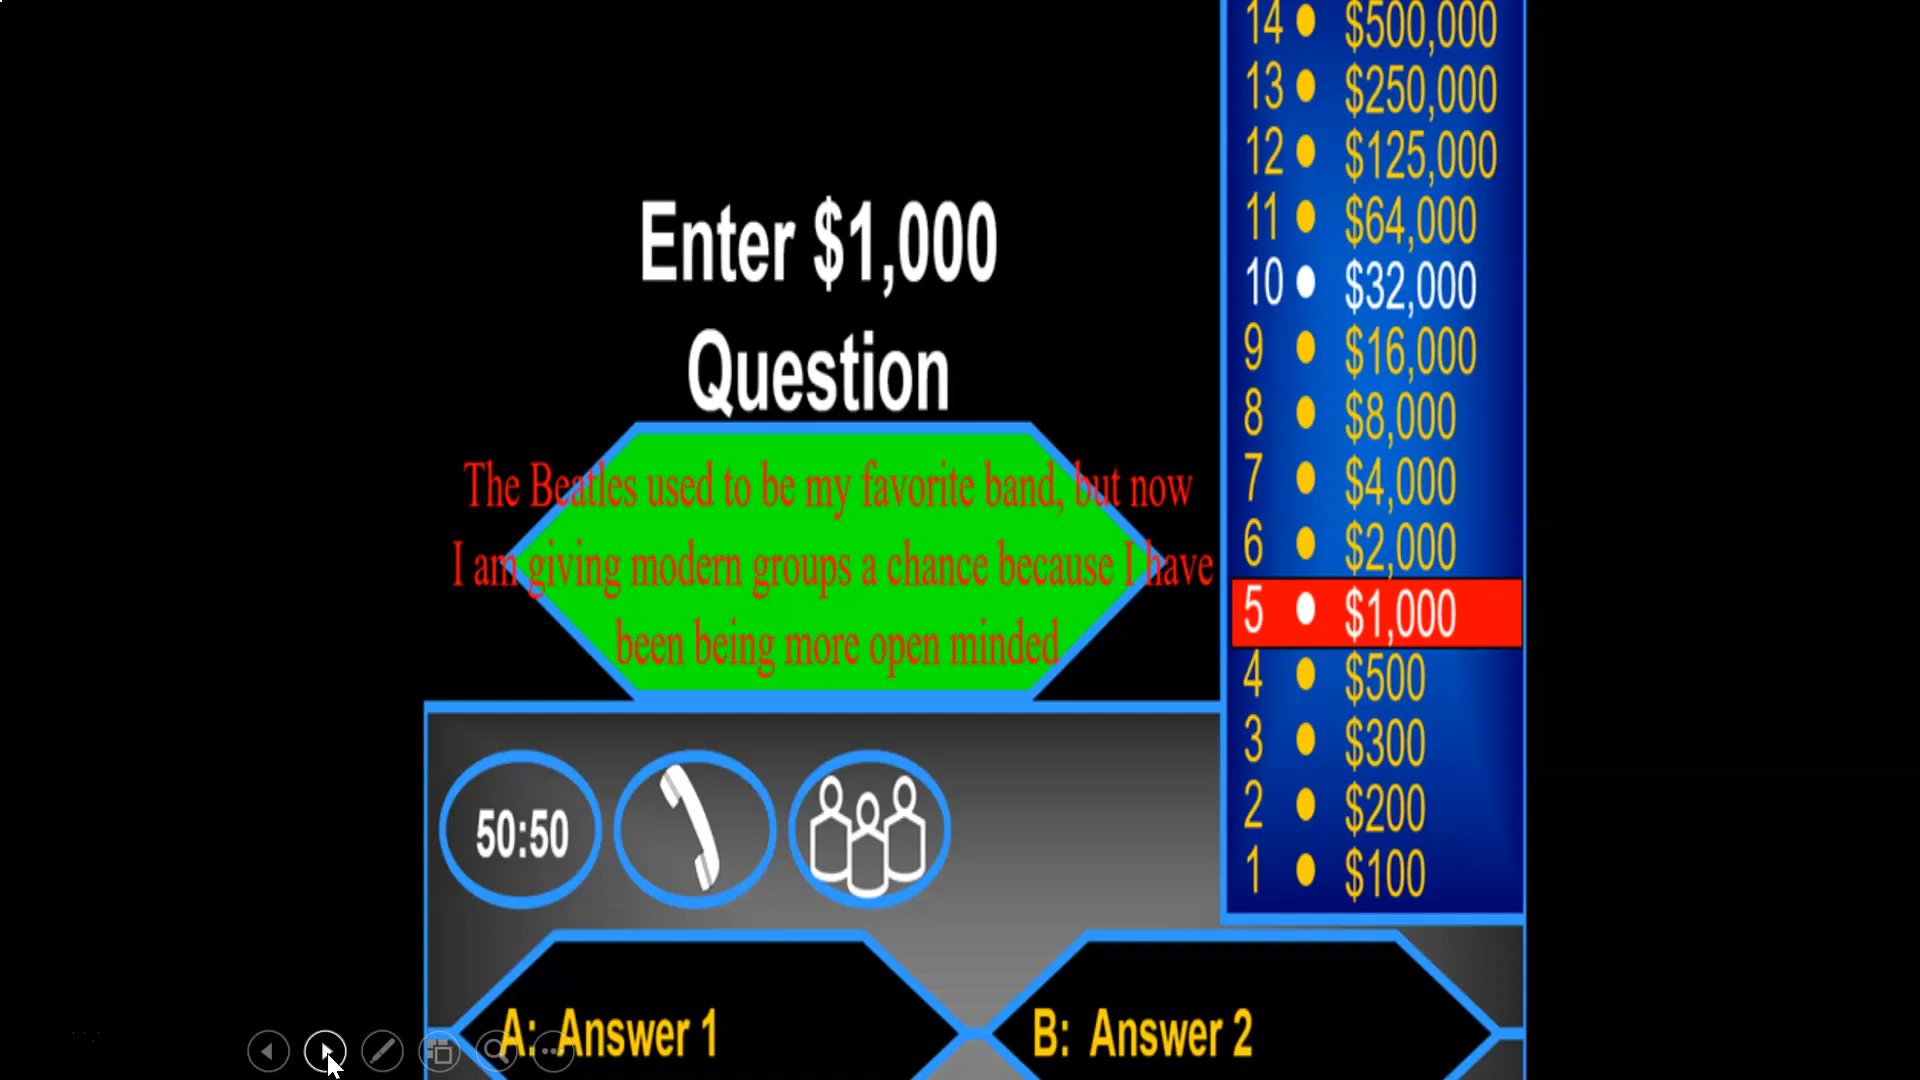 14 • $500,000
13 • $250,000
12 • $125,000
11 • $64,000
10 • $32,000
9 • $16,000
8 • $8,000
7 • $4,000
6 • $2,000
5 • $1,000
4 • $500
3 • $300
2 • $200
1 • $100
Enter $1,000
Question
The Beatles used to be my favorite band, but now
I am giving modern groups a chance because I have
been being more open minded
50:50
A: Answer 1
B: Answer 2